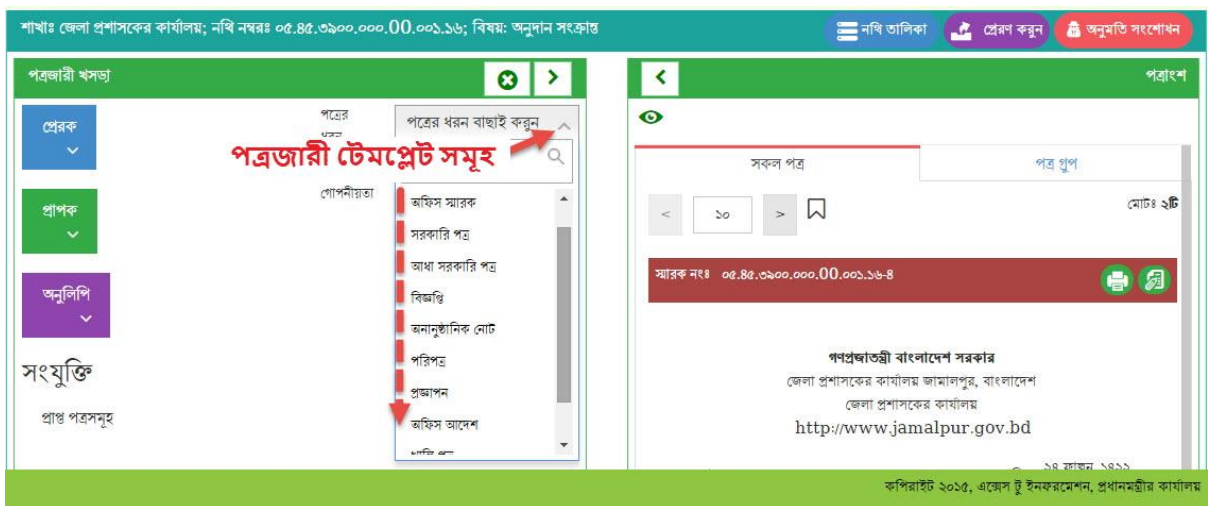 শাখাঃ জেলা প্রশাসকের কার্যালয়; নথি নম্বরঃ ০৫.৪৫.৩৯০০.০০০.00.০০১.১৬; বিষয়: অনুদান সংক্রান্ত
নথি তালিকা
প্রেরণ করুন
অনুমতি সংশোধন
পত্রজারী খসড়া
প্রেরক
প্রাপক
অনুলিপি
সংযুক্তি
প্রাপ্ত পত্রসমূহ
পত্রের
গোপনীয়তা
পত্রের ধরন বাছাই করুন
পত্রজারী টেমপ্লেট সমূহ
অফিস স্মারক
সরকারি পত্র
আধা সরকারি পত্র
বিজ্ঞপ্তি
অনানুষ্ঠানিক নোট
পরিপত্র
প্রজ্ঞাপন
অফিস আদেশ
পত্রাংশ
সকল পত্র
পত্র গ্রুপ
< ১০ >
মোটঃ ২টি
স্মারক নংঃ ০৫.৪৫.৩৯০০.০০০.00.০০১.১৬-৪
গণপ্রজাতন্ত্রী বাংলাদেশ সরকার
জেলা প্রশাসকের কার্যালয় জামালপুর, বাংলাদেশ
জেলা প্রশাসকের কার্যালয়
http://www.jamalpur.gov.bd
কপিরাইট ২০১৫, এক্সেস টু ইনফরমেশন, প্রধানমন্ত্রীর কার্যালয়